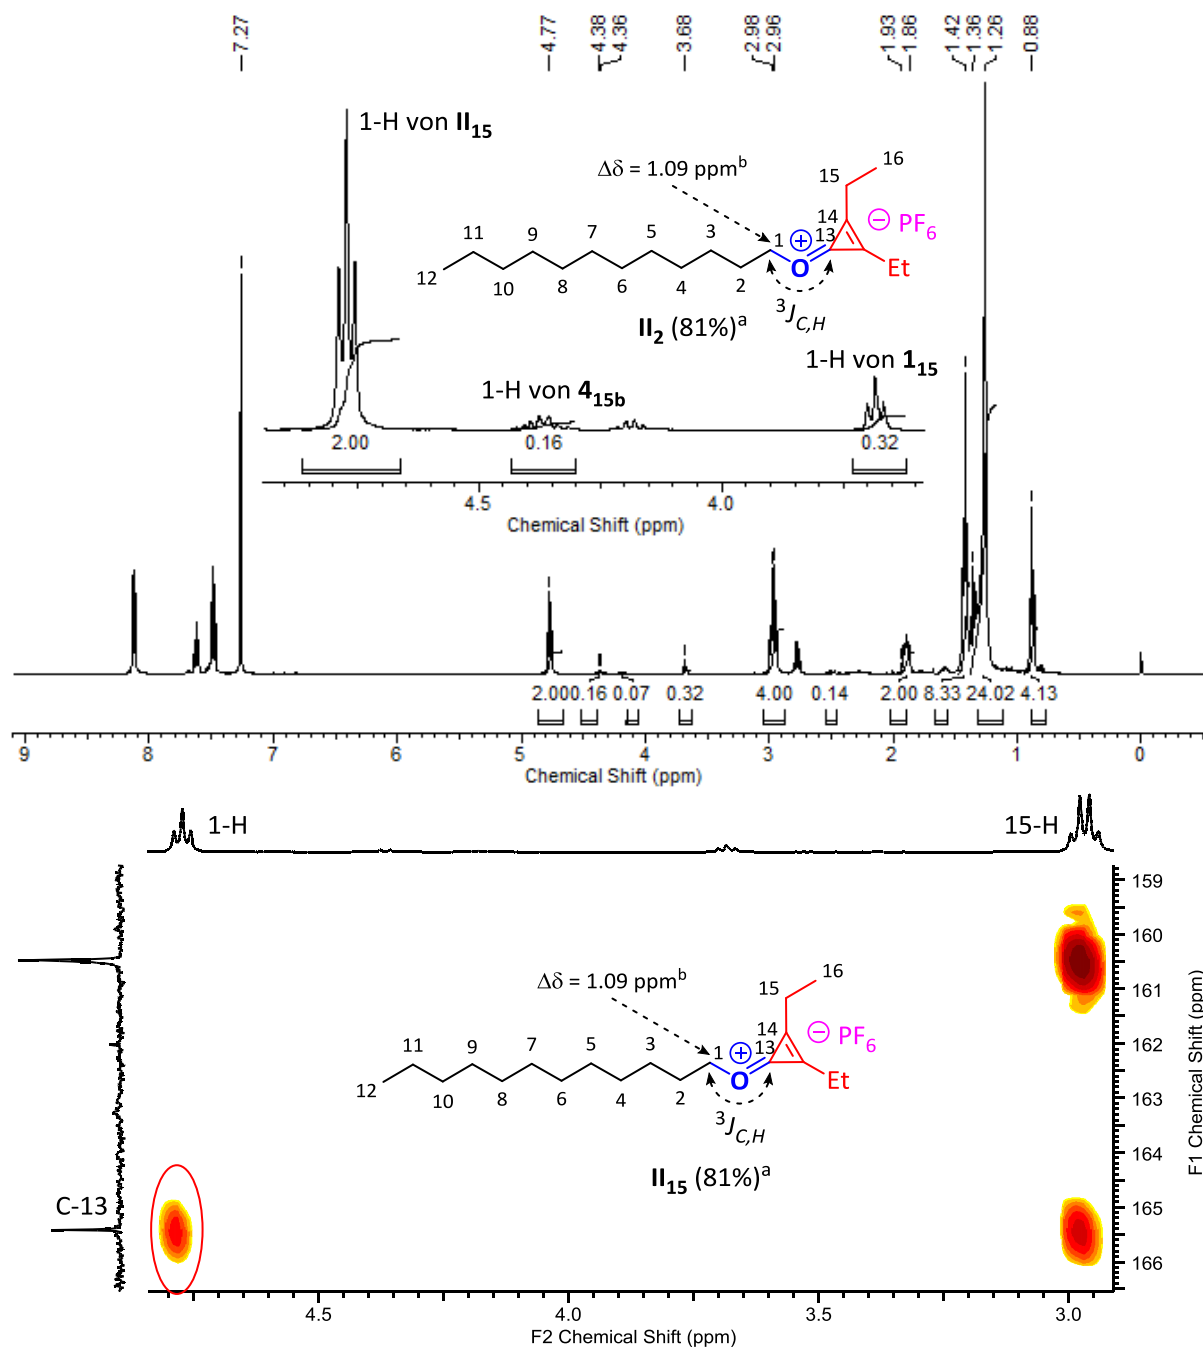 7.27 4.77 4.38 4.36 3.68 2.98 2.96 1.93 1.86 1.42 1.36 1.26 0.88
1-H von II15
Δδ = 1.09 ppmb
16
15
14
⊖ PF6
11 9 7 5 3 1 ⊕ 13
12 10 8 6 4 2 O Et
3JC,H
II2 (81%)a
1-H von 115
1-H von 415b
2.00 0.16 0.32
4.5 4.0
Chemical Shift (ppm)
2.00 0.16 0.07 0.32 4.00 0.14 2.00 8.33 24.02 4.13
9 8 7 6 5 4 3 2 1 0
Chemical Shift (ppm)
1-H 15-H
159
160
161
162
163
164
165
166
F1 Chemical Shift (ppm)
Δδ = 1.09 ppmb
16
15
14
⊖ PF6
11 9 7 5 3 1 ⊕ 13
12 10 8 6 4 2 O Et
3JC,H
II15 (81%)a
C-13
4.5 4.0 3.5 3.0
F2 Chemical Shift (ppm)